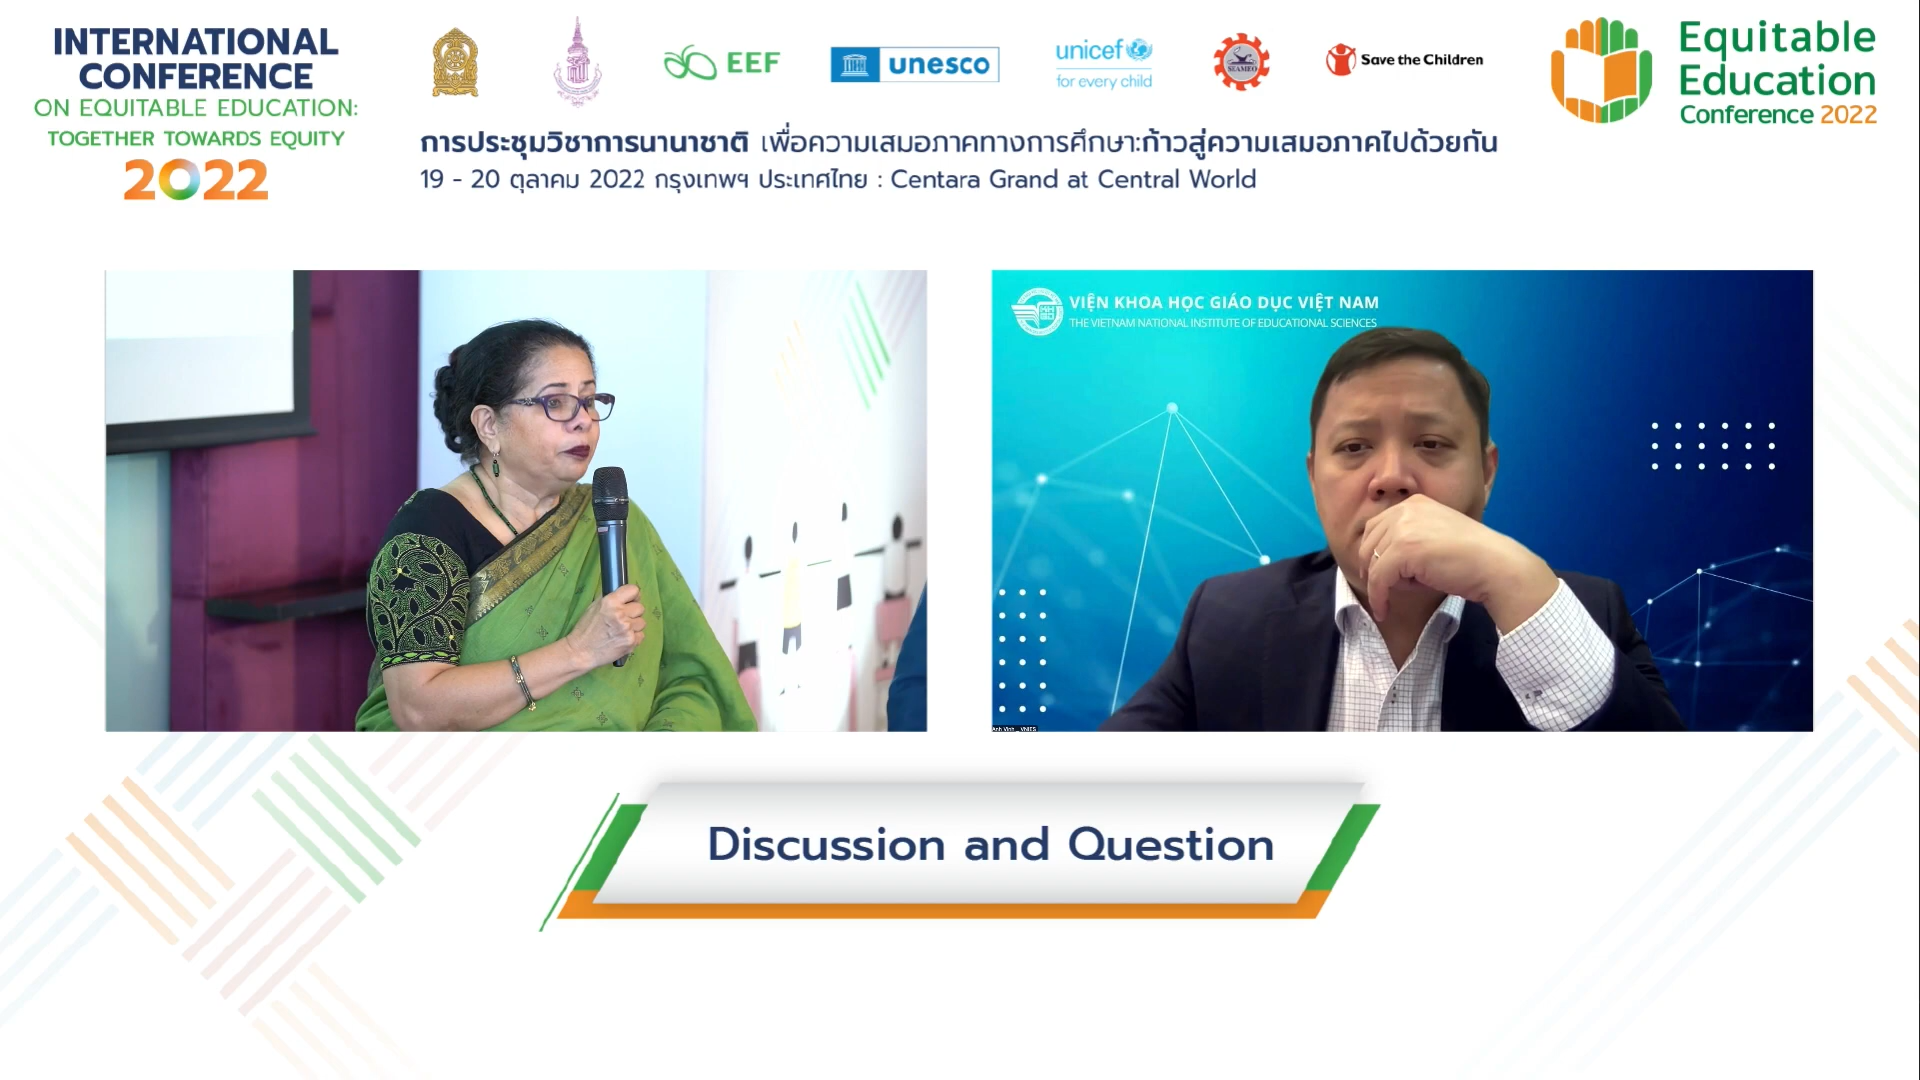 INTERNATIONAL
CONFERENCE
ON EQUITABLE EDUCATION:
TOGETHER TOWARDS EQUITY
2022
EEF
unesco
unicef
for every child
SEAMEO
Save the Children
Equitable
Education
Conference 2022
การประชุมวิชาการนานาชาติ เพื่อความเสมอภาคทางการศึกษา:ก้าวสู่ความเสมอภาคไปด้วยกัน
19 - 20 ตุลาคม 2022 กรุงเทพฯ ประเทศไทย : Centara Grand at Central World
VIỆN KHOA HỌC GIÁO DỤC VIỆT NAM
THE VIETNAM NATIONAL INSTITUTE OF EDUCATIONAL SCIENCES
Anh Vinh _ VNIES
Discussion and Question